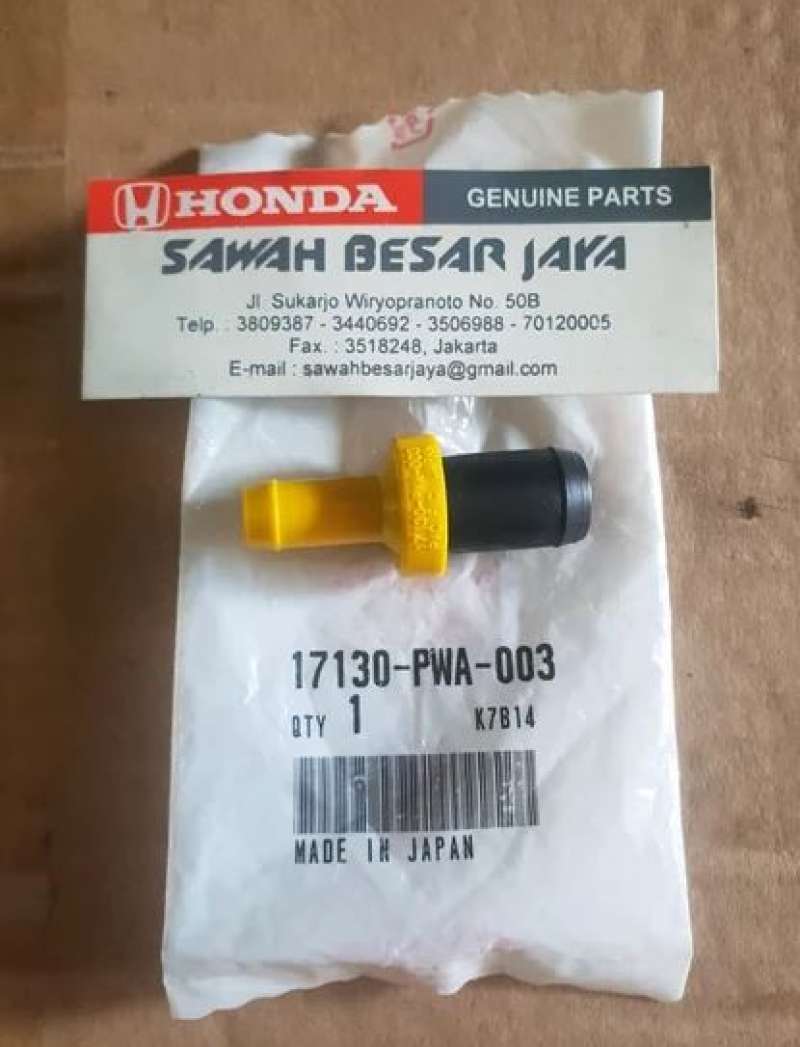 HONDA GENUINE PARTS
SAWAH BESAR JAYA
Jl. Sukarjo Wiryopranoto No. 50B
Telp. : 3809387 - 3440692 - 3506988 - 70120005
Fax. : 3518248, Jakarta
E-mail : sawahbesarjaya@gmail.com
17130-PWA-003
QTY 1 K7B14
MADE IN JAPAN